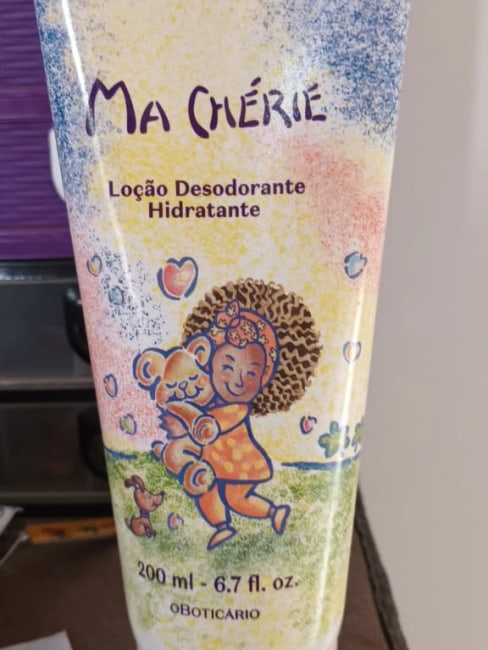 MA CHÉRIE
Loção Desodorante
Hidratante
200 ml - 6.7 fl. oz.
oBOTICÁRIO